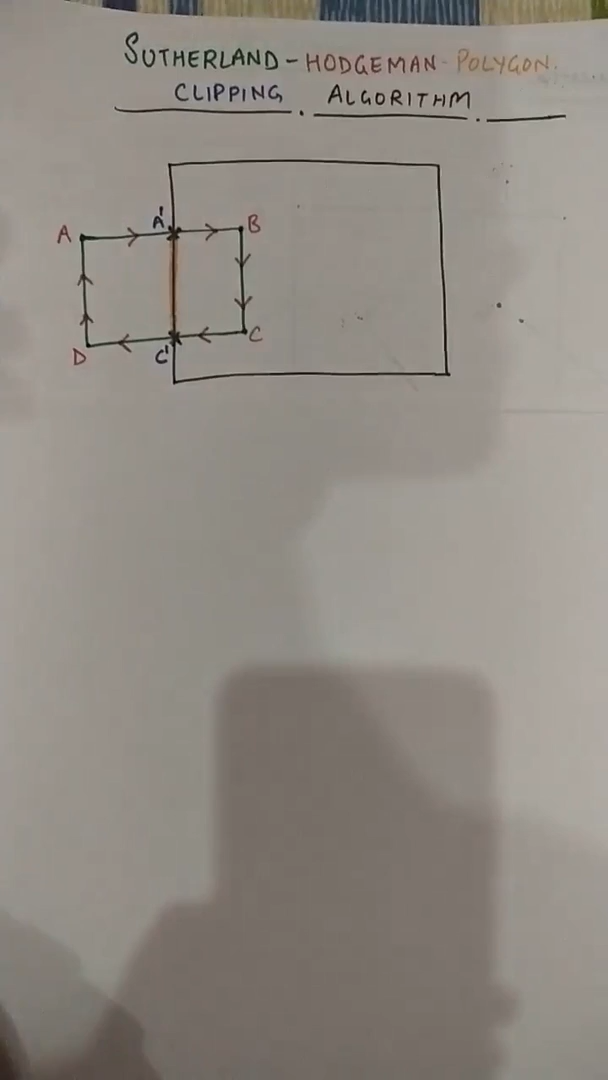 SUTHERLAND - HODGEMAN POLYGON.
CLIPPING ALGORITHM.
A A' B
D C' C